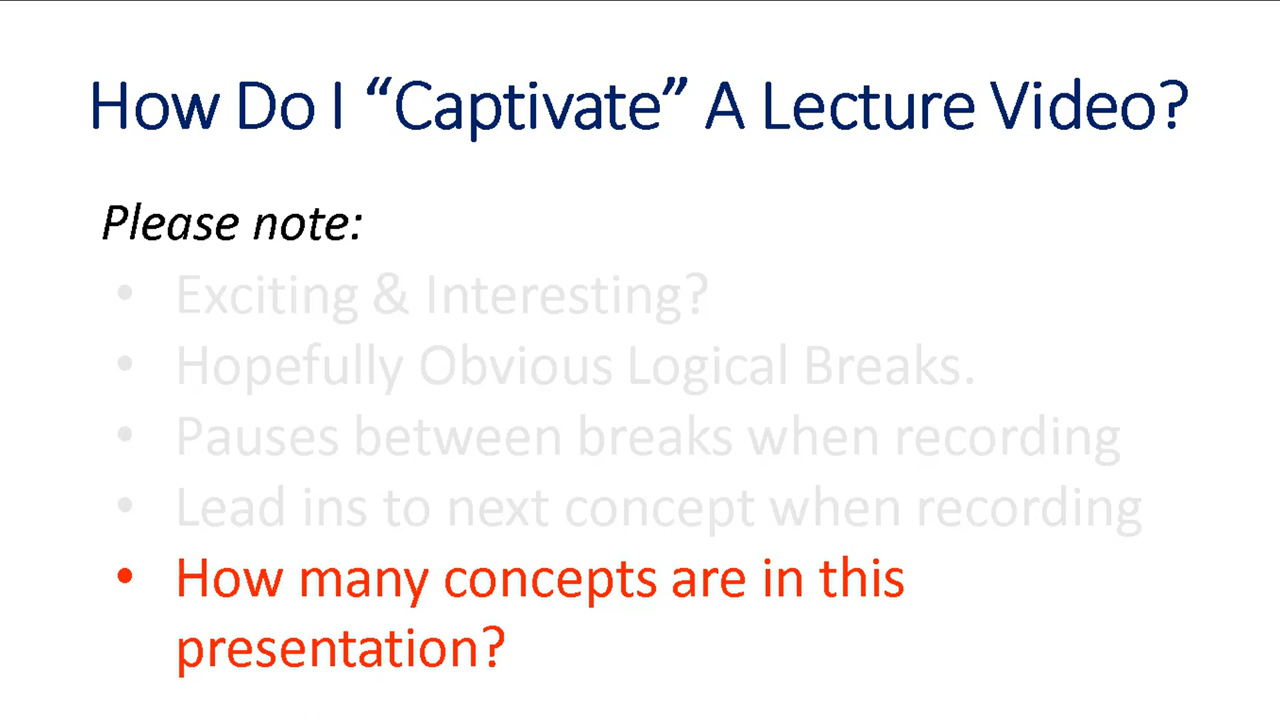 How Do I “Captivate” A Lecture Video?
Please note:
• Exciting & Interesting?
• Hopefully Obvious Logical Breaks.
• Pauses between breaks when recording
• Lead ins to next concept when recording
• How many concepts are in this
presentation?